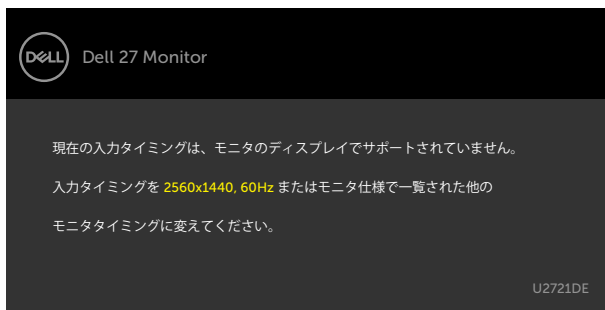 DELL Dell 27 Monitor
現在の入力タイミングは、モニタのディスプレイでサポートされていません。
入力タイミングを 2560x1440, 60Hz またはモニタ仕様で一覧された他の
モニタタイミングに変えてください。
U2721DE